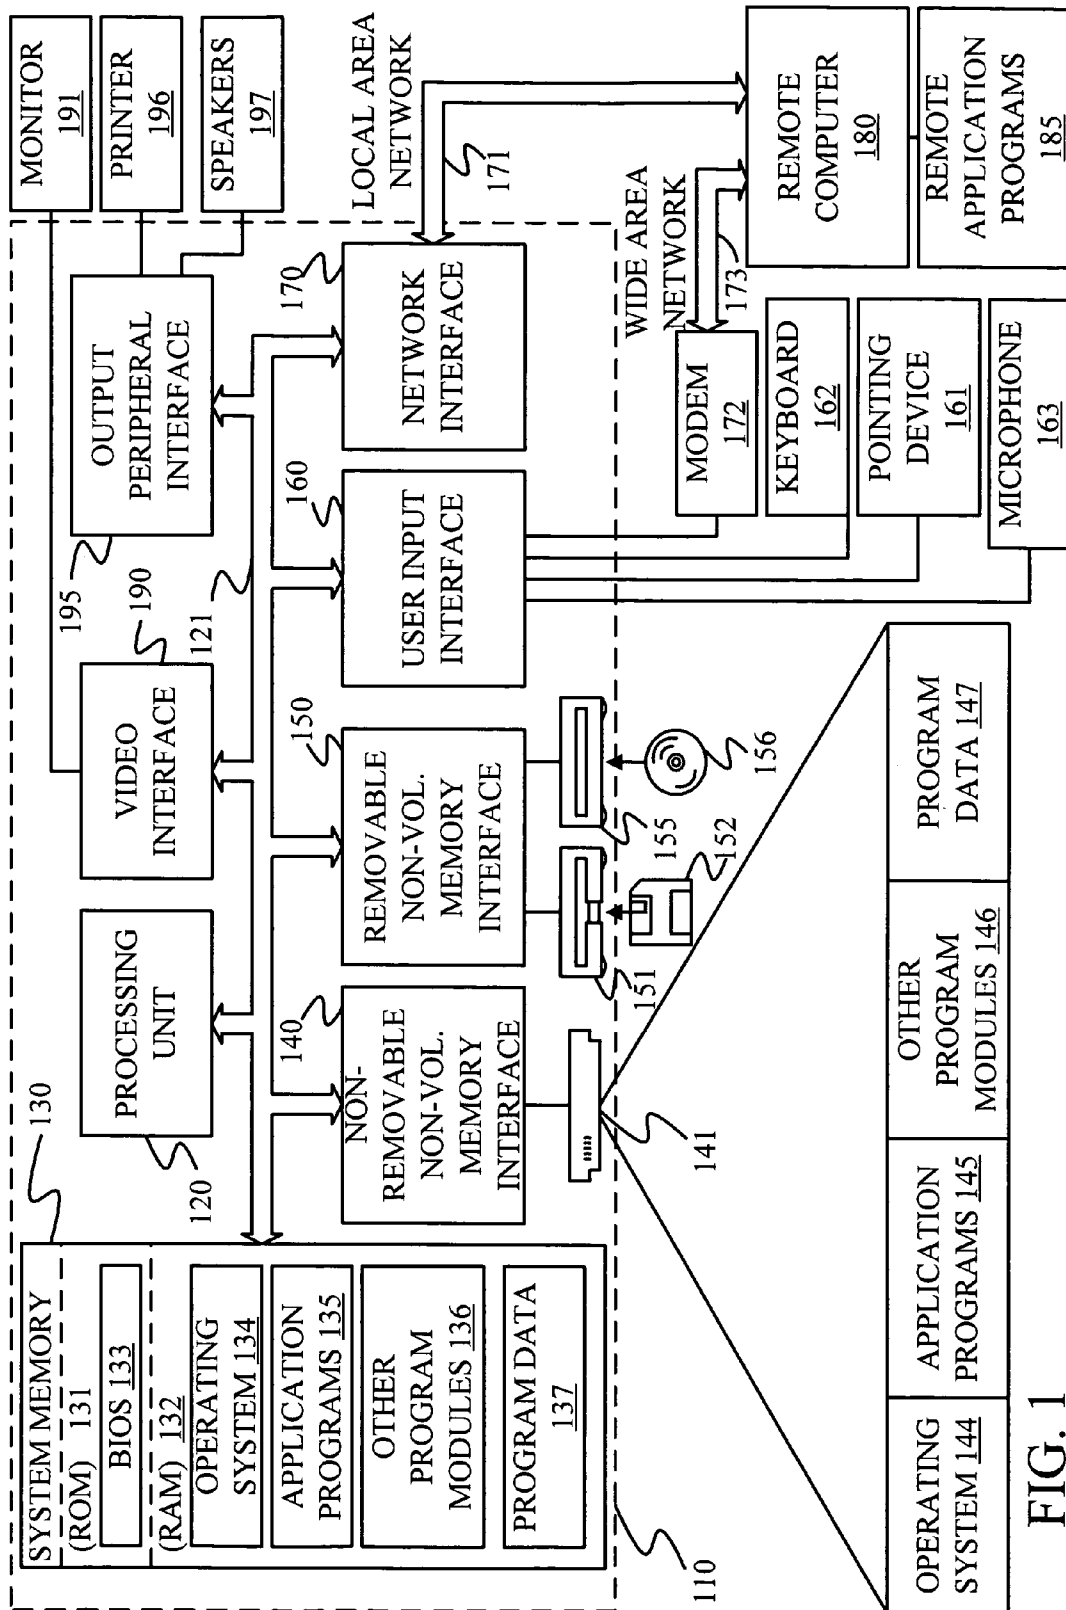 SYSTEM MEMORY
(ROM) 131
BIOS 133
(RAM) 132
OPERATING
SYSTEM 134
APPLICATION
PROGRAMS 135
OTHER
PROGRAM
MODULES 136
PROGRAM DATA
137
130
PROCESSING
UNIT
120
VIDEO
INTERFACE
190
121
OUTPUT
PERIPHERAL
INTERFACE
195
MONITOR
191
PRINTER
196
SPEAKERS
197
NON-
REMOVABLE
NON-VOL.
MEMORY
INTERFACE
140
REMOVABLE
NON-VOL.
MEMORY
INTERFACE
150
USER INPUT
INTERFACE
160
NETWORK
INTERFACE
170
LOCAL AREA
NETWORK
171
110
141
151
152
155
156
WIDE AREA
NETWORK
173
MODEM
172
KEYBOARD
162
POINTING
DEVICE
161
MICROPHONE
163
REMOTE
COMPUTER
180
REMOTE
APPLICATION
PROGRAMS
185
OPERATING
SYSTEM 144
APPLICATION
PROGRAMS 145
OTHER
PROGRAM
MODULES 146
PROGRAM
DATA 147
FIG. 1